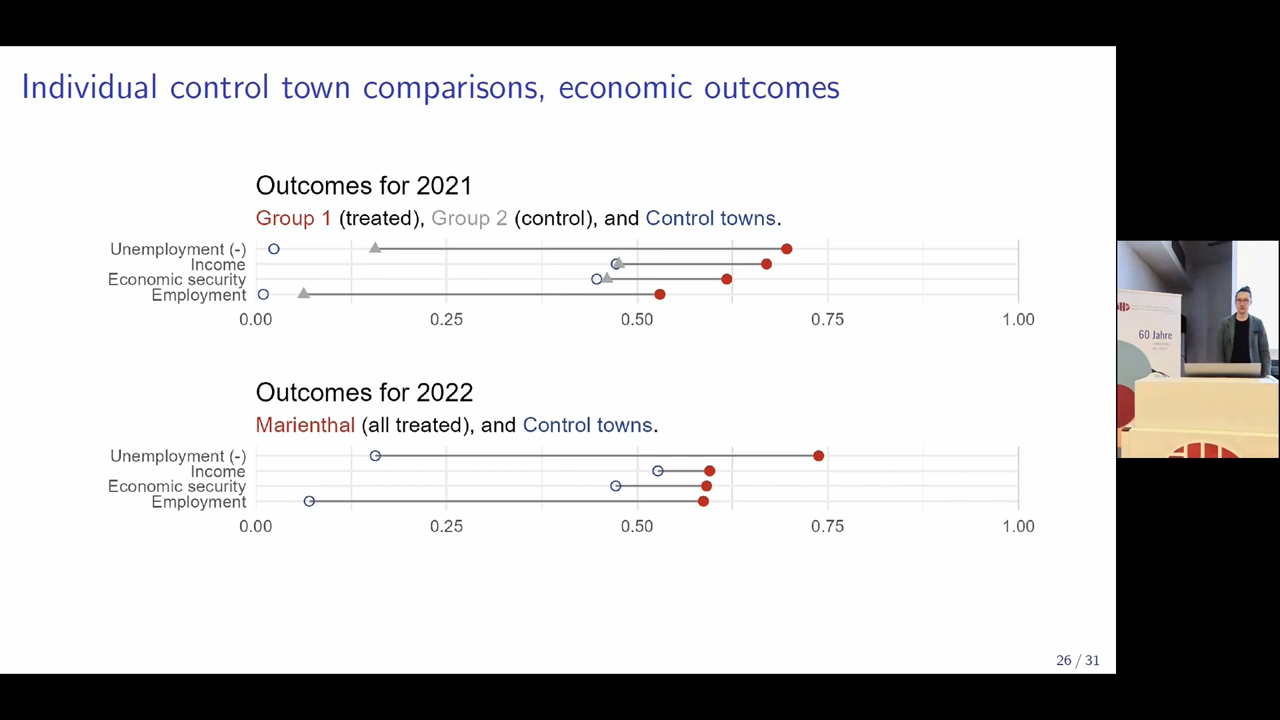 Individual control town comparisons, economic outcomes
Outcomes for 2021
Group 1 (treated), Group 2 (control), and Control towns.
Unemployment (-)
Income
Economic security
Employment
0.00 0.25 0.50 0.75 1.00
Outcomes for 2022
Marienthal (all treated), and Control towns.
Unemployment (-)
Income
Economic security
Employment
0.00 0.25 0.50 0.75 1.00
26 / 31
60 Jahre